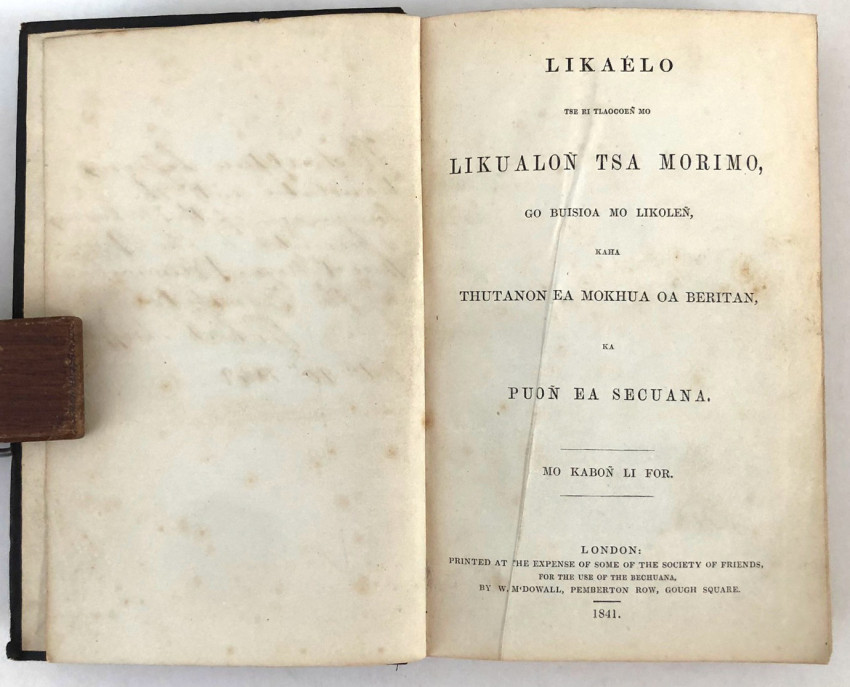 LIKAÉLO
TSE RI TLAOCOEÑ MO
LIKUALOÑ TSA MORIMO,
GO BUISIOA MO LIKOLEÑ,
KAHA
THUTANON EA MOKHUA OA BERITAN,
KA
PUOÑ EA SECUANA.
MO KABOÑ LI FOR.
LONDON:
PRINTED AT THE EXPENSE OF SOME OF THE SOCIETY OF FRIENDS,
FOR THE USE OF THE BECHUANA,
BY W. M'DOWALL, PEMBERTON ROW, GOUGH SQUARE.
1841.